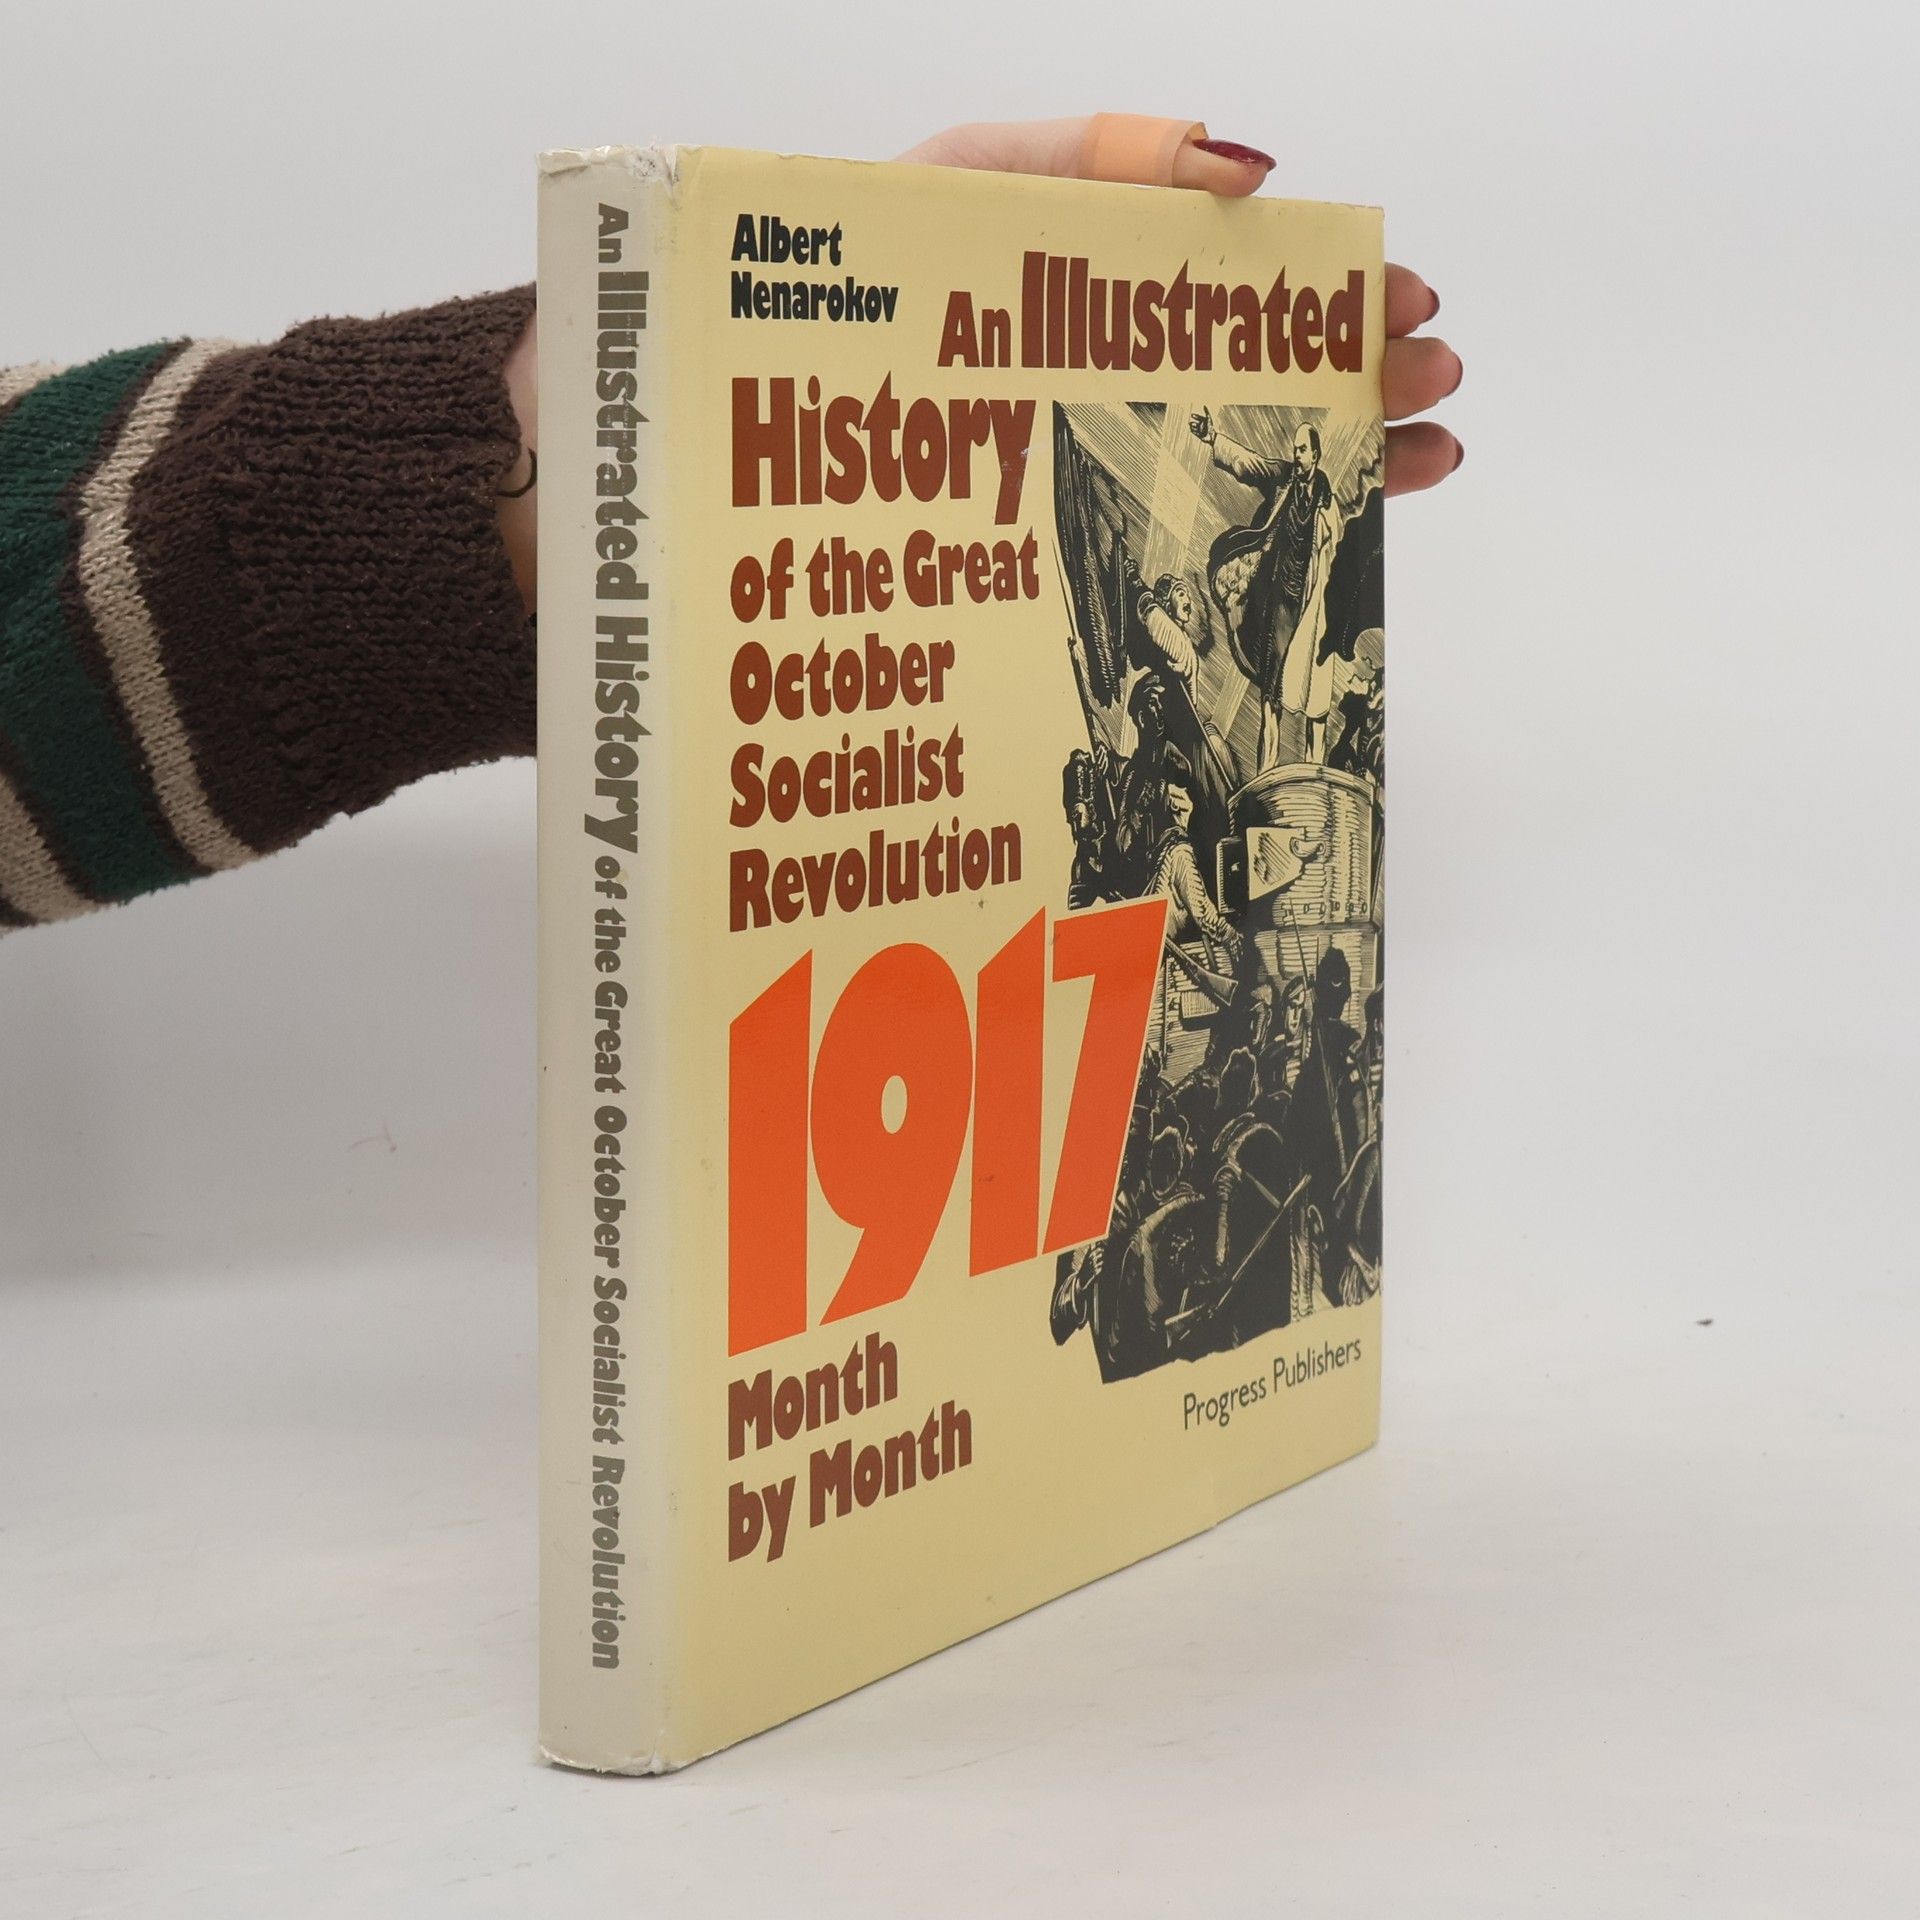 An Illustrated History of the Great October Socialist Revolution
Albert
Nenarokov
An Illustrated
History
of the Great
October
Socialist
Revolution
1917
Month
by Month
Progress Publishers